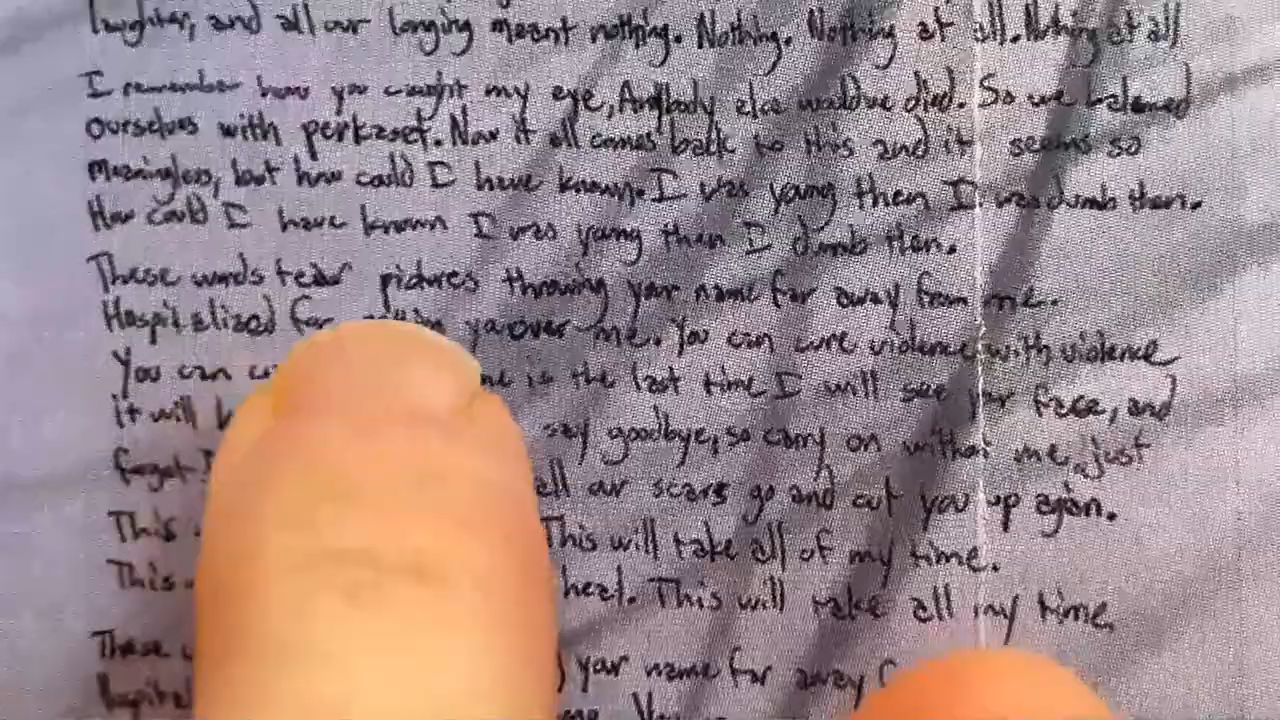 laughter, and all our longing meant nothing. Nothing. Nothing at all. Nothing at all
I remember how you caught my eye, Anybody else would've died. So we balanced
ourselves with perkaset. Now it all comes back to this and it seems so
Meaningless, but how could I have known. I was young then I was dumb then.
How could I have known I was young then I dumb then.
These words tear pictures throwing your name far away from me.
Hospitalized for ya over me. You can cure violence with violence
You can is the last time I will see your face, and
it will say goodbye, so carry on without me, just
forget all our scars go and cut you up again.
This This will take all of my time.
This heal. This will take all my time.
These your name far away